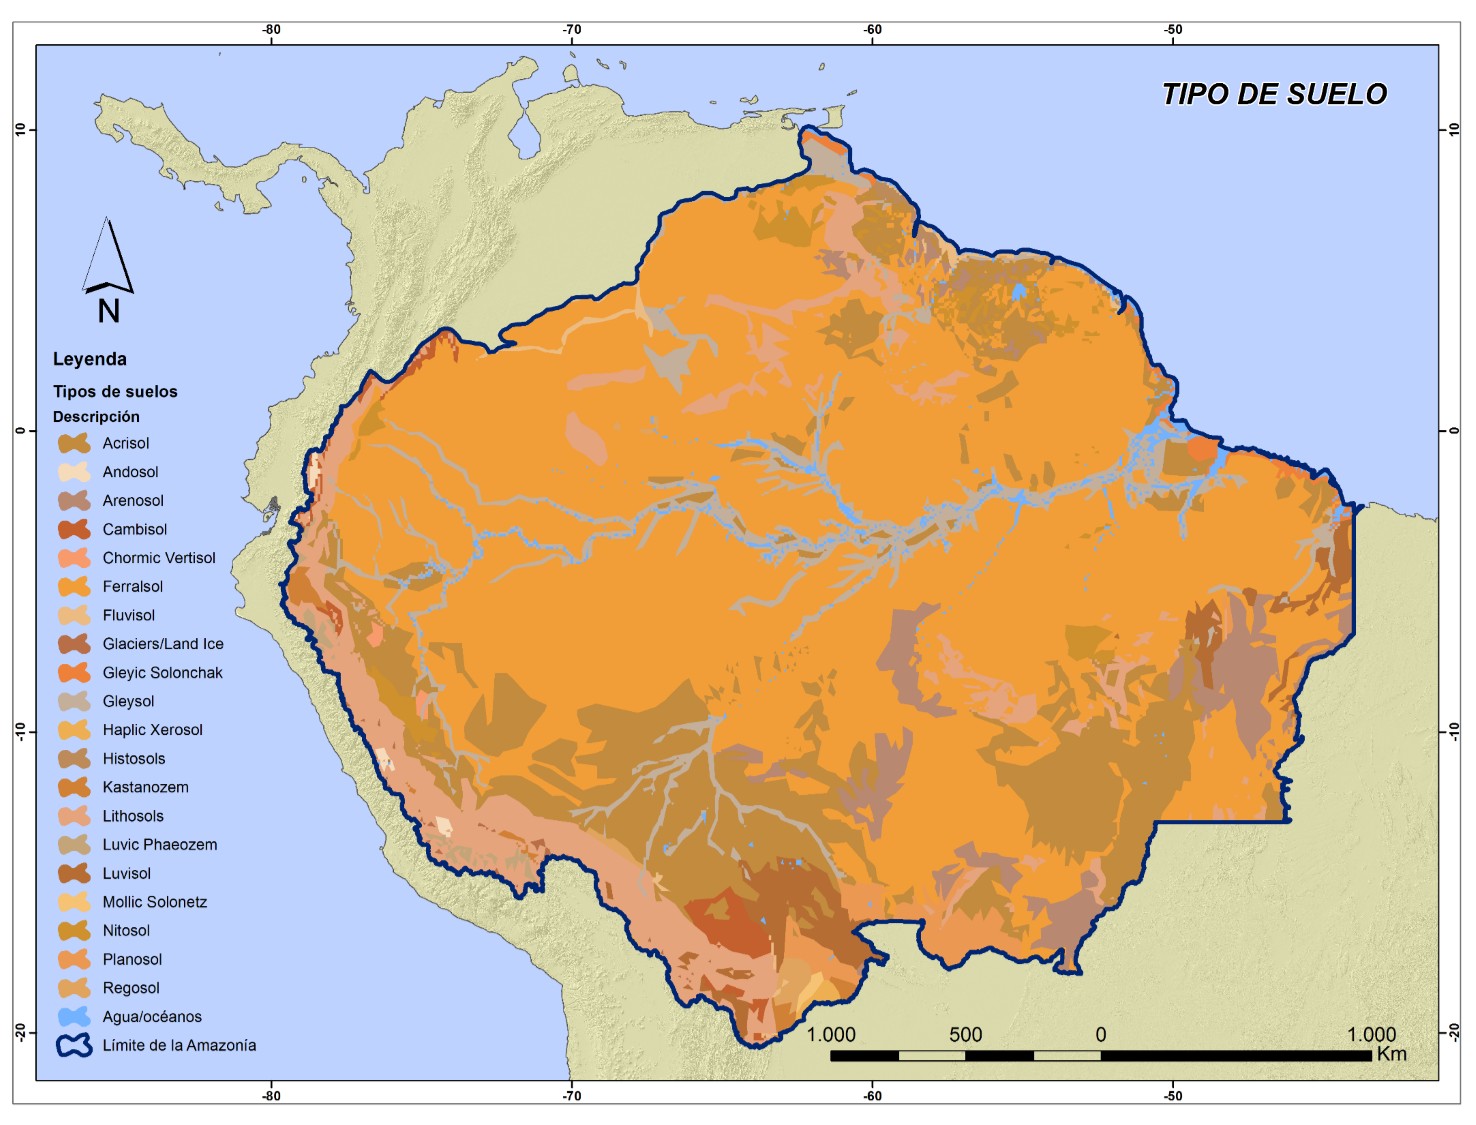 -80 -70 -60 -50
TIPO DE SUELO
10 10
N
Leyenda
Tipos de suelos
Descripción
Acrisol
0 0
Andosol
Arenosol
Cambisol
Chormic Vertisol
Ferralsol
Fluvisol
Glaciers/Land Ice
Gleyic Solonchak
Gleysol
-10 -10
Haplic Xerosol
Histosols
Kastanozem
Lithosols
Luvic Phaeozem
Luvisol
Mollic Solonetz
Nitosol
Planosol
Regosol
Agua/océanos
-20 -20
Límite de la Amazonía
1.000 500 0 1.000
Km
-80 -70 -60 -50